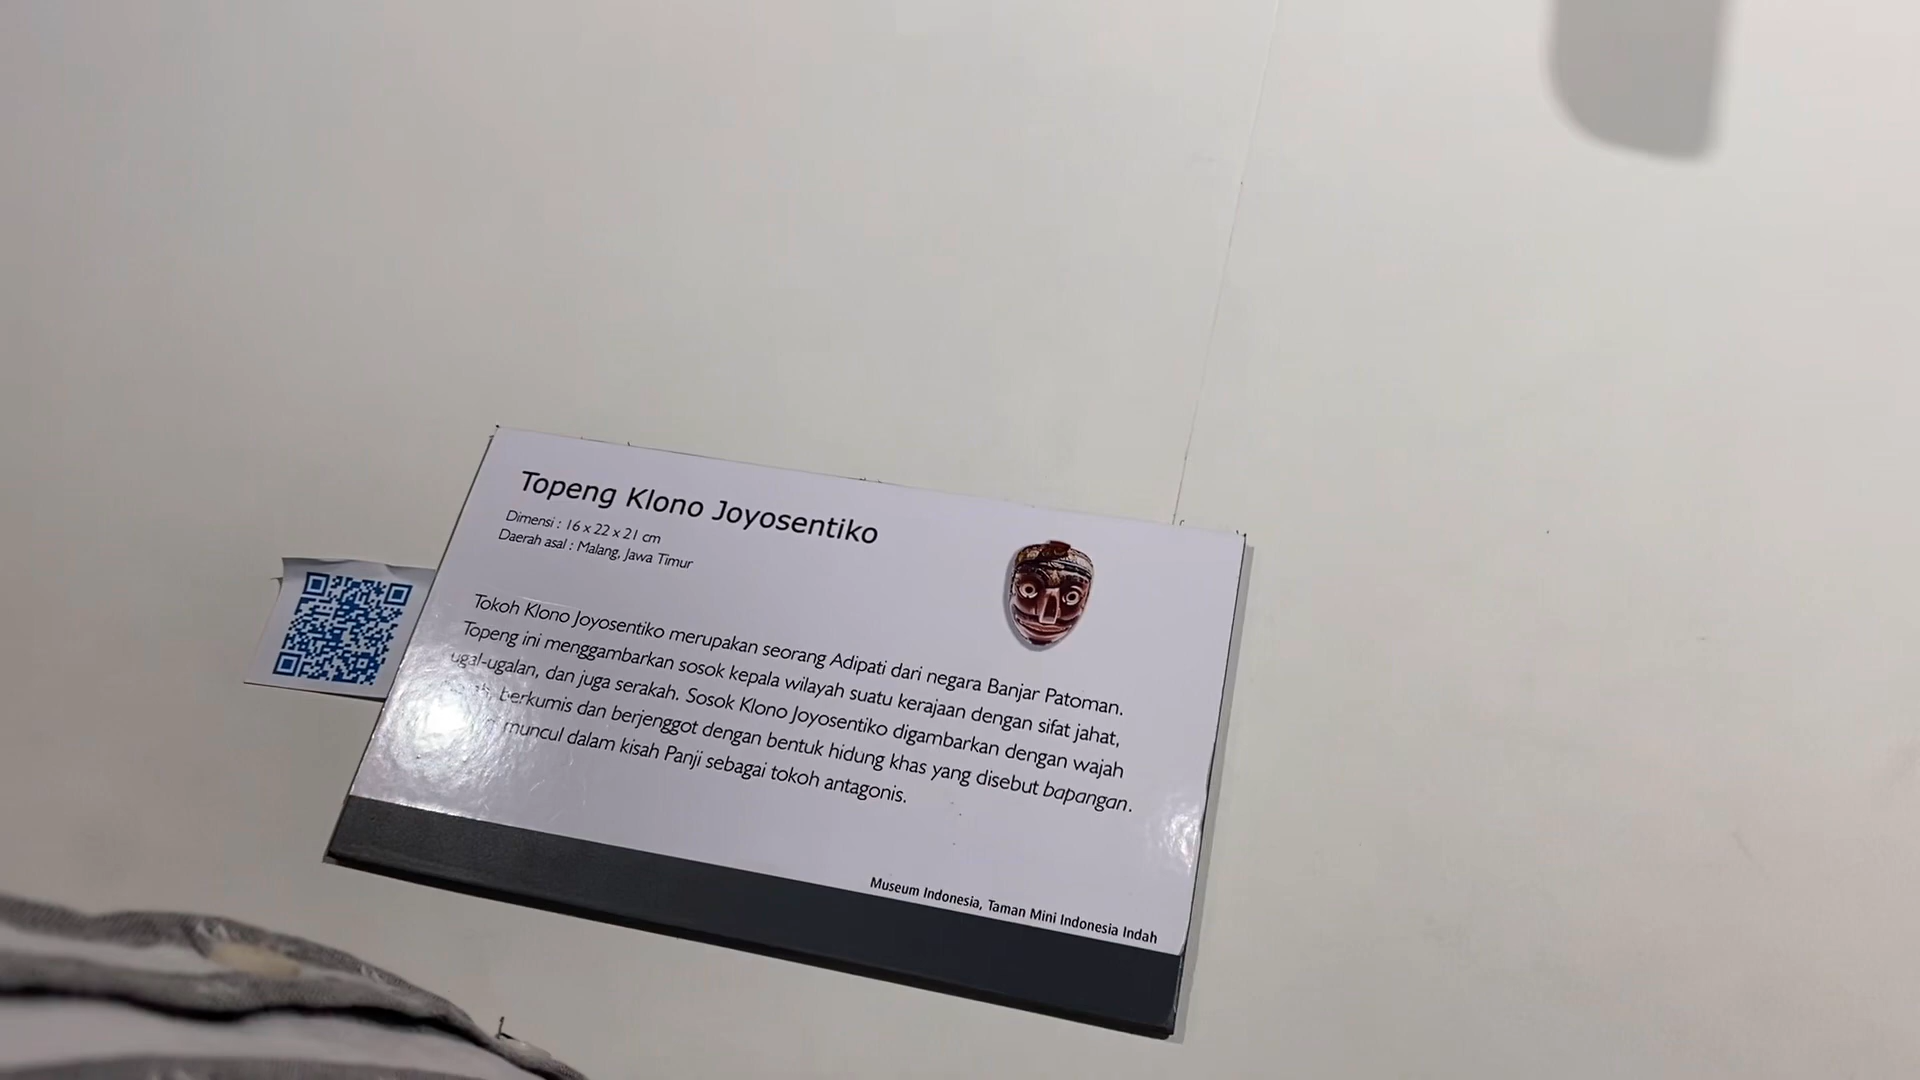 Topeng Klono Joyosentiko
Dimensi : 16 x 22 x 21 cm
Daerah asal : Malang, Jawa Timur
Tokoh Klono Joyosentiko merupakan seorang Adipati dari negara Banjar Patoman.
Topeng ini menggambarkan sosok kepala wilayah suatu kerajaan dengan sifat jahat,
ugal-ugalan, dan juga serakah. Sosok Klono Joyosentiko digambarkan dengan wajah
berkumis dan berjenggot dengan bentuk hidung khas yang disebut bapangan.
muncul dalam kisah Panji sebagai tokoh antagonis.
Museum Indonesia, Taman Mini Indonesia Indah